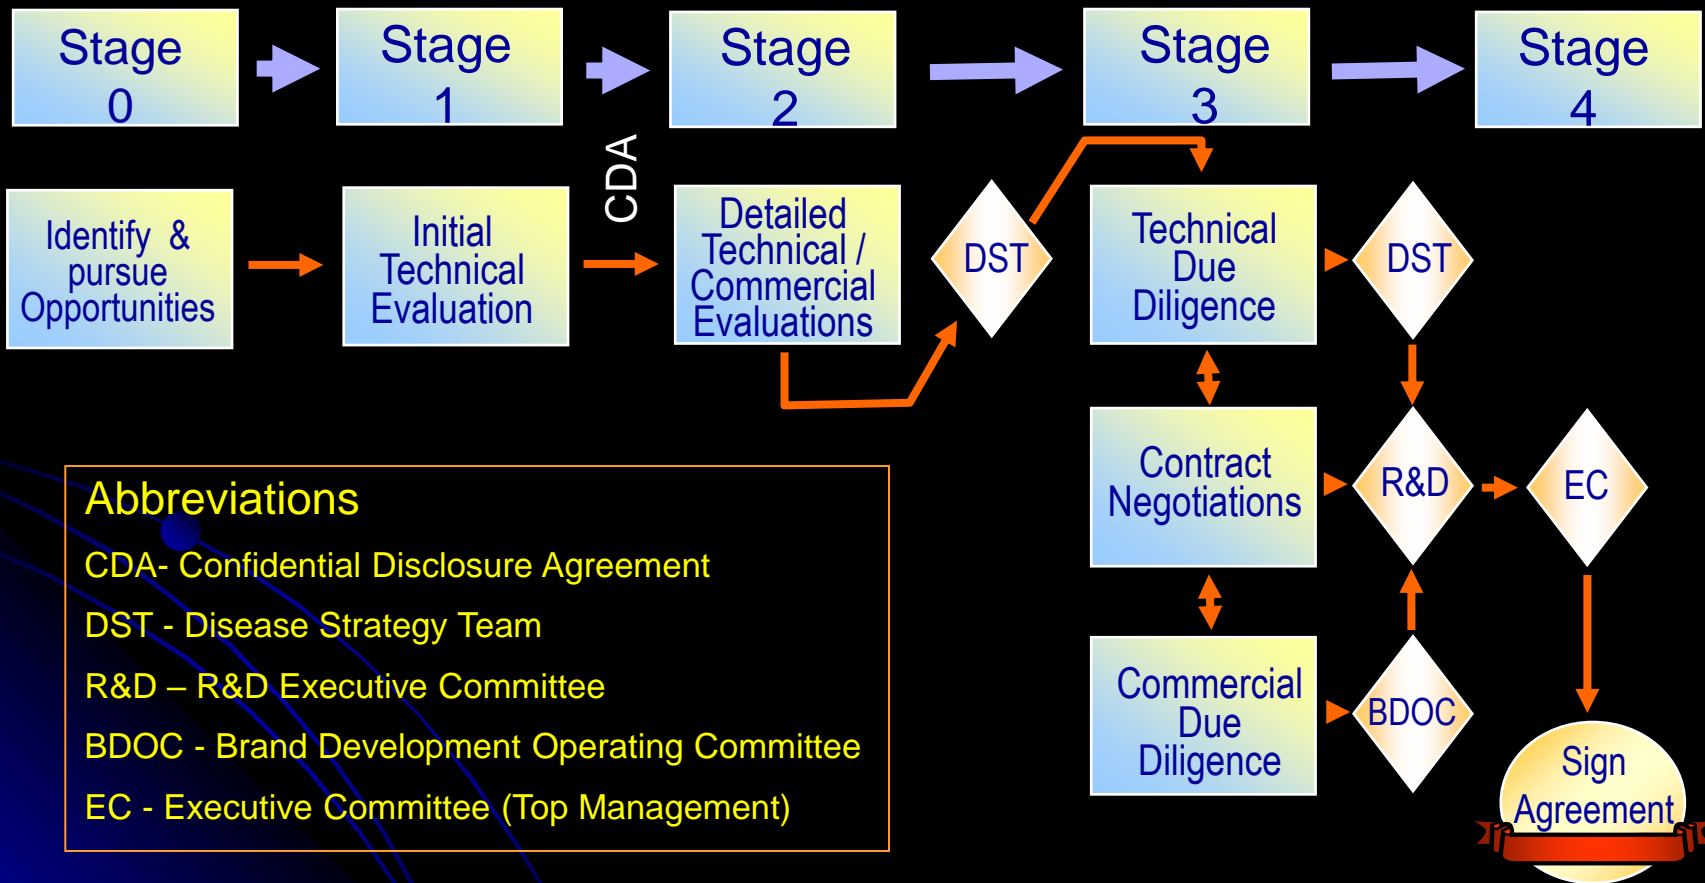 Stage
0
Stage
1
Stage
2
Stage
3
Stage
4
Identify &
pursue
Opportunities
Initial
Technical
Evaluation
CDA
Detailed
Technical /
Commercial
Evaluations
DST
Technical
Due
Diligence
DST
Contract
Negotiations
R&D
EC
Commercial
Due
Diligence
BDOC
Sign
Agreement
Abbreviations
CDA- Confidential Disclosure Agreement
DST - Disease Strategy Team
R&D – R&D Executive Committee
BDOC - Brand Development Operating Committee
EC - Executive Committee (Top Management)